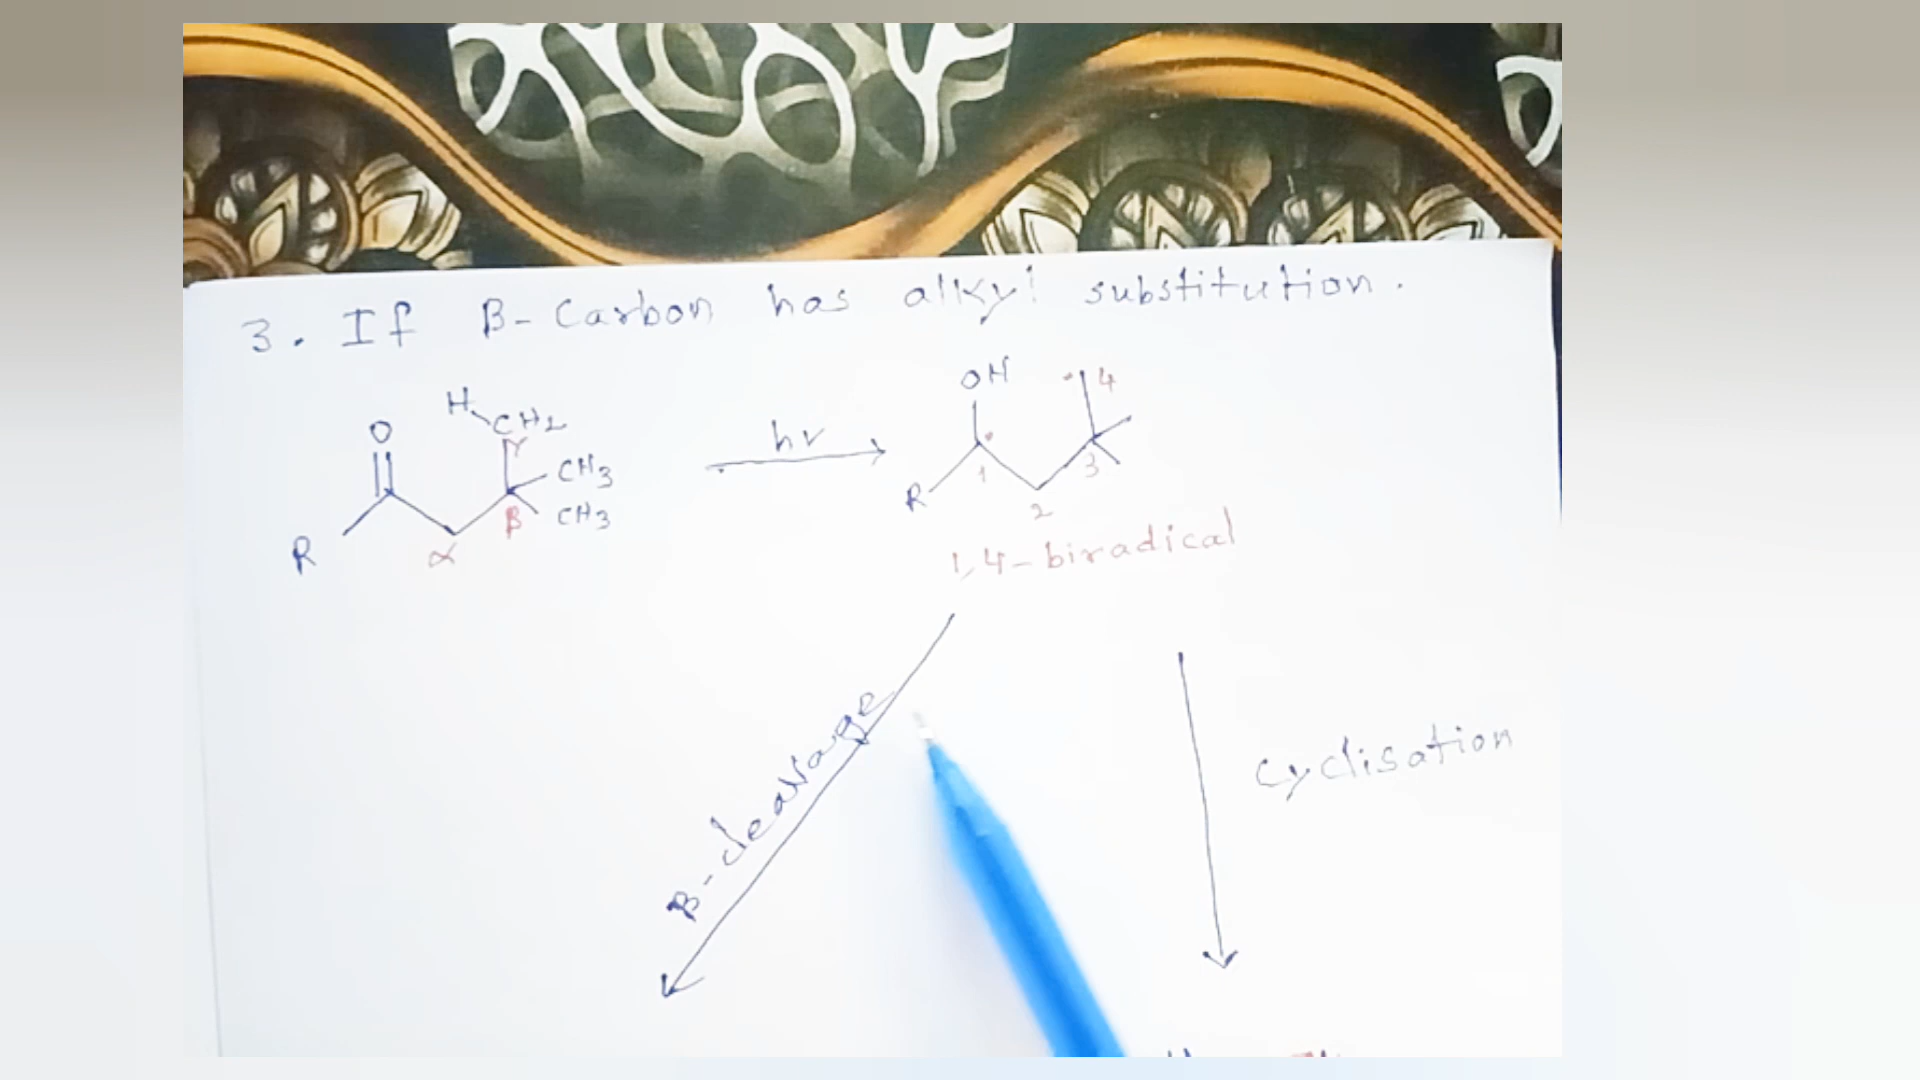 3. If β-Carbon has alkyl substitution.
O
H
CH2
γ
CH3
CH3
β
α
R
hν
OH
4
R
1
2
3
1,4-biradical
β-cleavage
Cyclisation